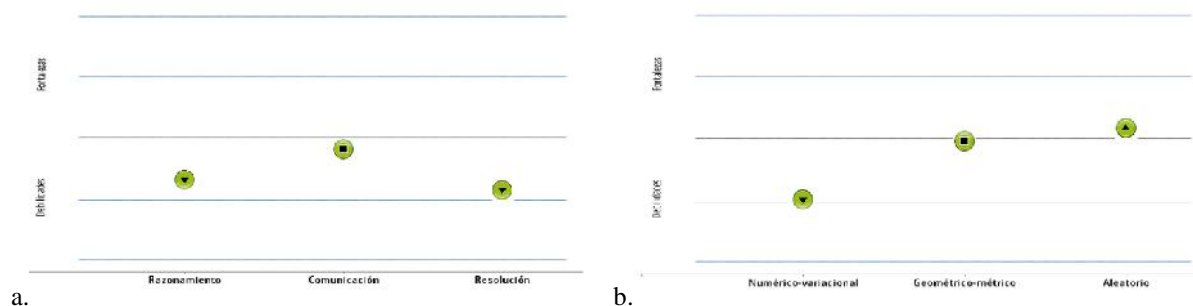 Fortalezas
Debilidades
Razonamiento
Comunicación
Resolución
a.
Fortalezas
Debilidades
Numérico-variacional
Geométrico-métrico
Aleatorio
b.